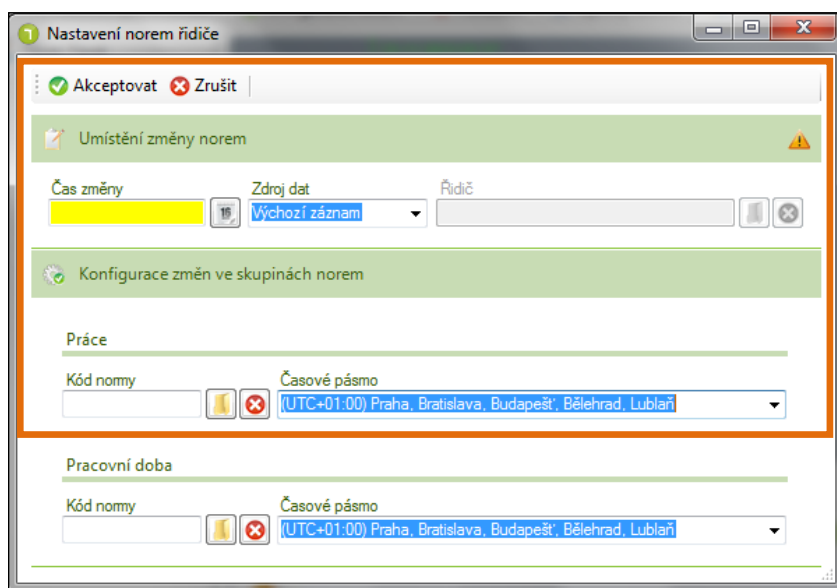 Nastavení norem řidiče
Akceptovat Zrušit
Umístění změny norem
Čas změny Zdroj dat Řidič
16 Výchozí záznam
Konfigurace změn ve skupinách norem
Práce
Kód normy Časové pásmo
(UTC+01:00) Praha, Bratislava, Budapešť, Bělehrad, Lublaň
Pracovní doba
Kód normy Časové pásmo
(UTC+01:00) Praha, Bratislava, Budapešť, Bělehrad, Lublaň